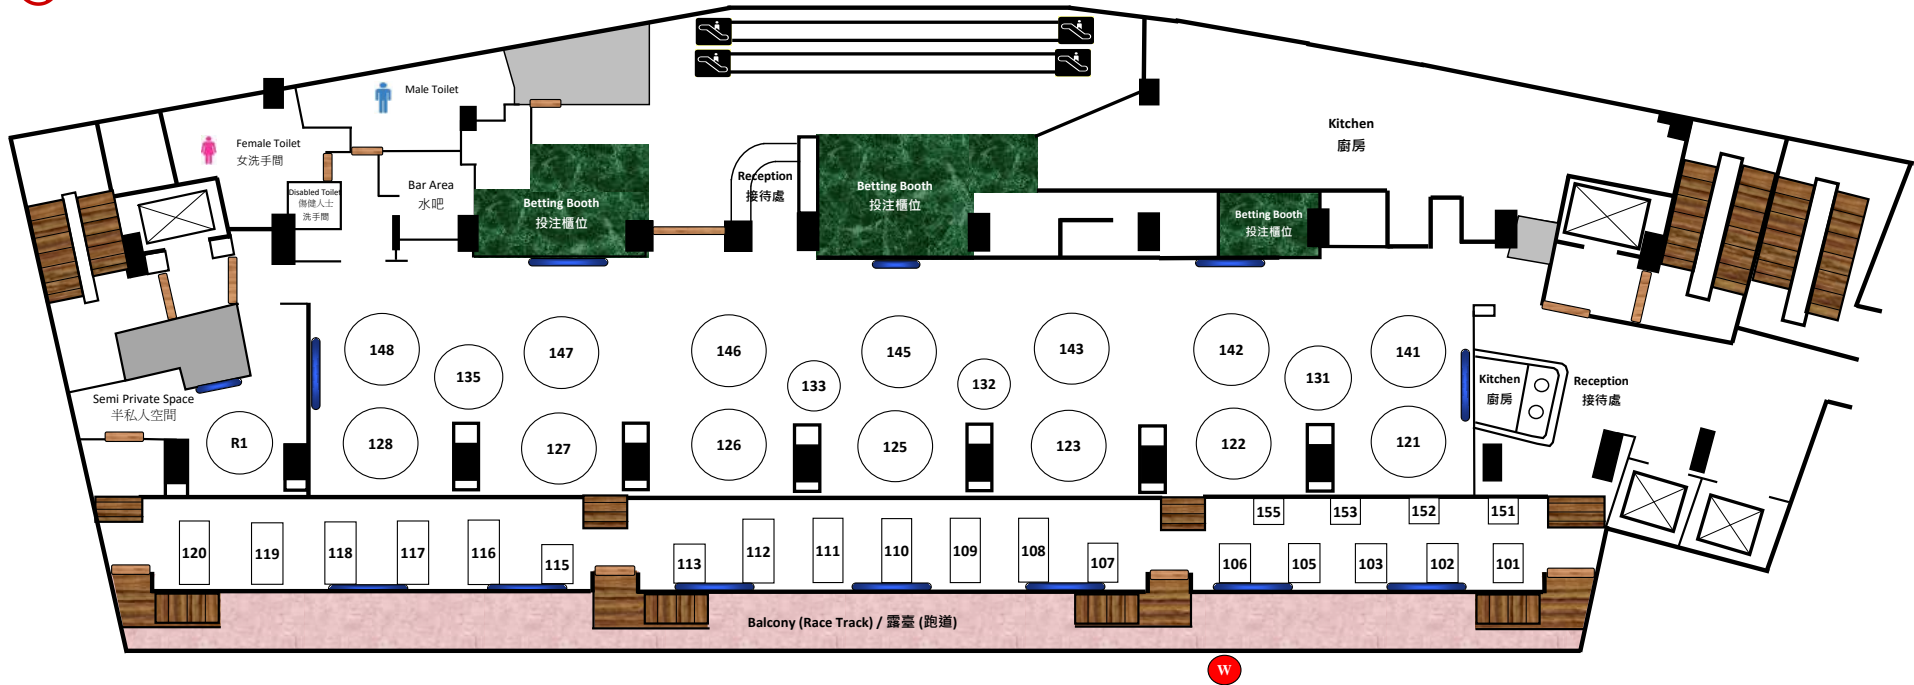 Male Toilet
Female Toilet
女洗手間
Disabled Toilet
傷健人士
洗手間
Bar Area
水吧
Betting Booth
投注櫃位
Reception
接待處
Betting Booth
投注櫃位
Betting Booth
投注櫃位
Kitchen
廚房
148
135
147
146
133
145
132
143
142
131
141
Kitchen
廚房
Reception
接待處
Semi Private Space
半私人空間
R1
128
127
126
125
123
122
121
155
153
152
151
120
119
118
117
116
115
113
112
111
110
109
108
107
106
105
103
102
101
Balcony (Race Track) / 露臺 (跑道)
W